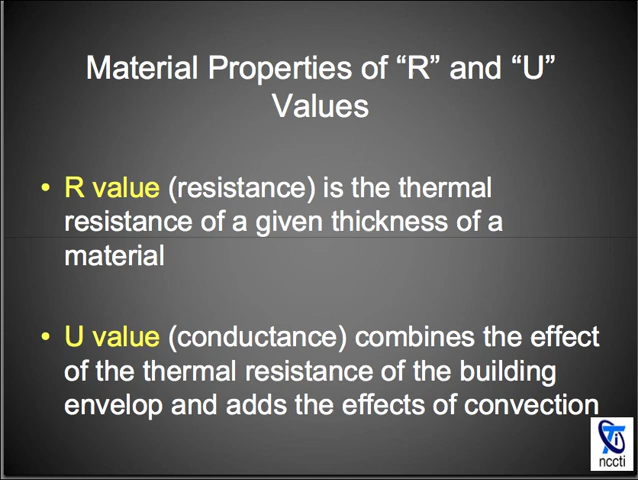 Material Properties of “R” and “U”
Values
• R value (resistance) is the thermal
resistance of a given thickness of a
material
• U value (conductance) combines the effect
of the thermal resistance of the building
envelop and adds the effects of convection
Ti
nccti